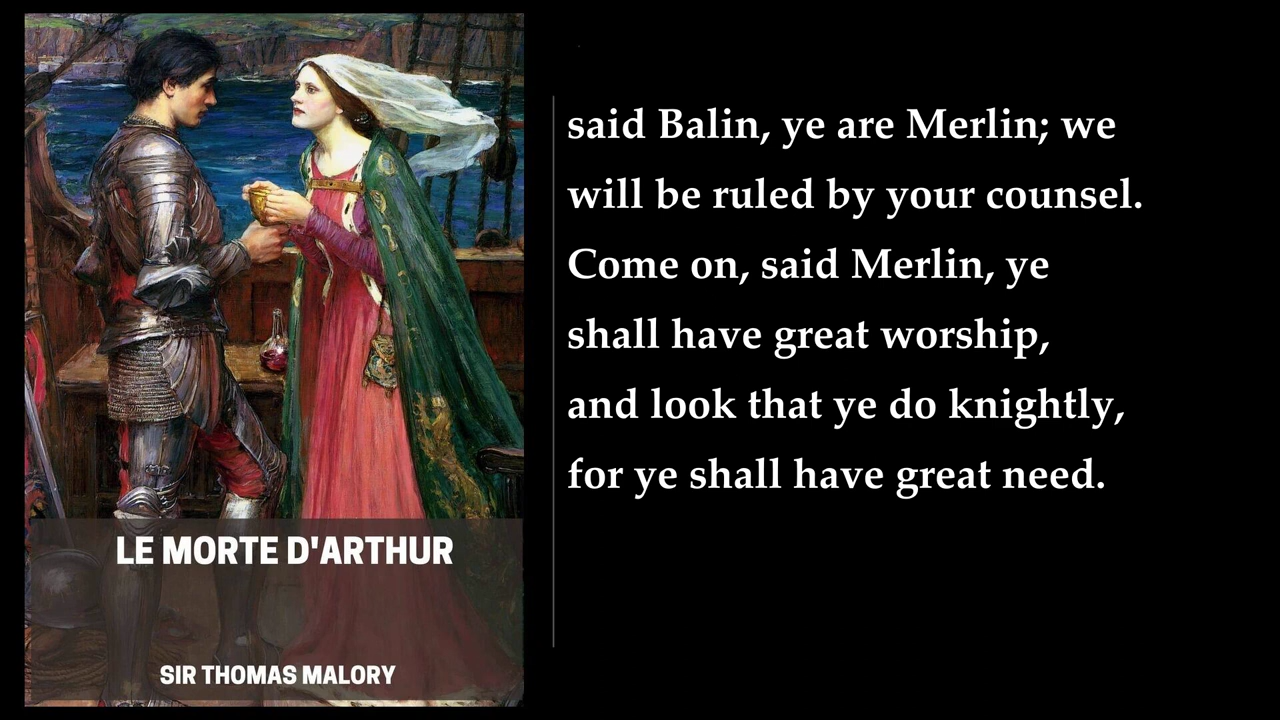 said Balin, ye are Merlin; we
will be ruled by your counsel.
Come on, said Merlin, ye
shall have great worship,
and look that ye do knightly,
for ye shall have great need.
LE MORTE D'ARTHUR
SIR THOMAS MALORY